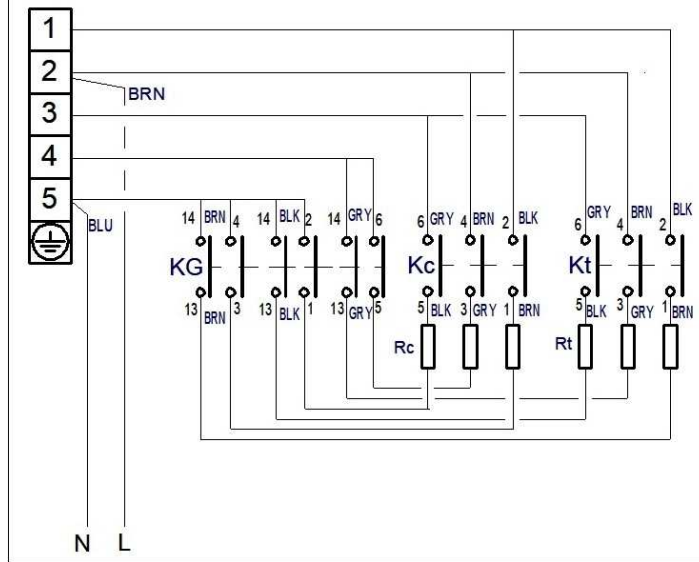 1
2
BRN
3
4
5
BLU
14 BRN 4 14 BLK 2 14 GRY 6 6 GRY 4 BRN 2 BLK 6 GRY 4 BRN 2 BLK
KG Kc Kt
13 BRN 3 13 BLK 1 13 GRY 5 5 BLK 3 GRY 1 BRN 5 BLK 3 GRY 1 BRN
Rc Rt
N L